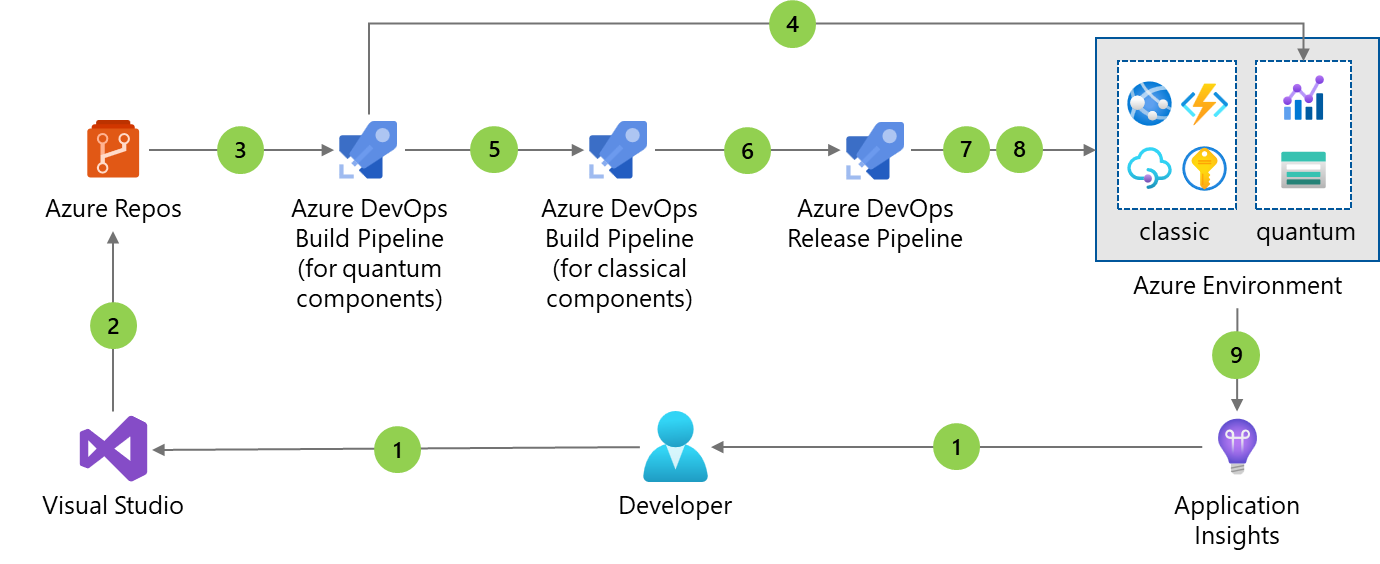 4
3
5
6
7
8
Azure Repos
Azure DevOps
Build Pipeline
(for quantum
components)
Azure DevOps
Build Pipeline
(for classical
components)
Azure DevOps
Release Pipeline
classic
quantum
Azure Environment
2
9
1
1
Visual Studio
Developer
Application
Insights